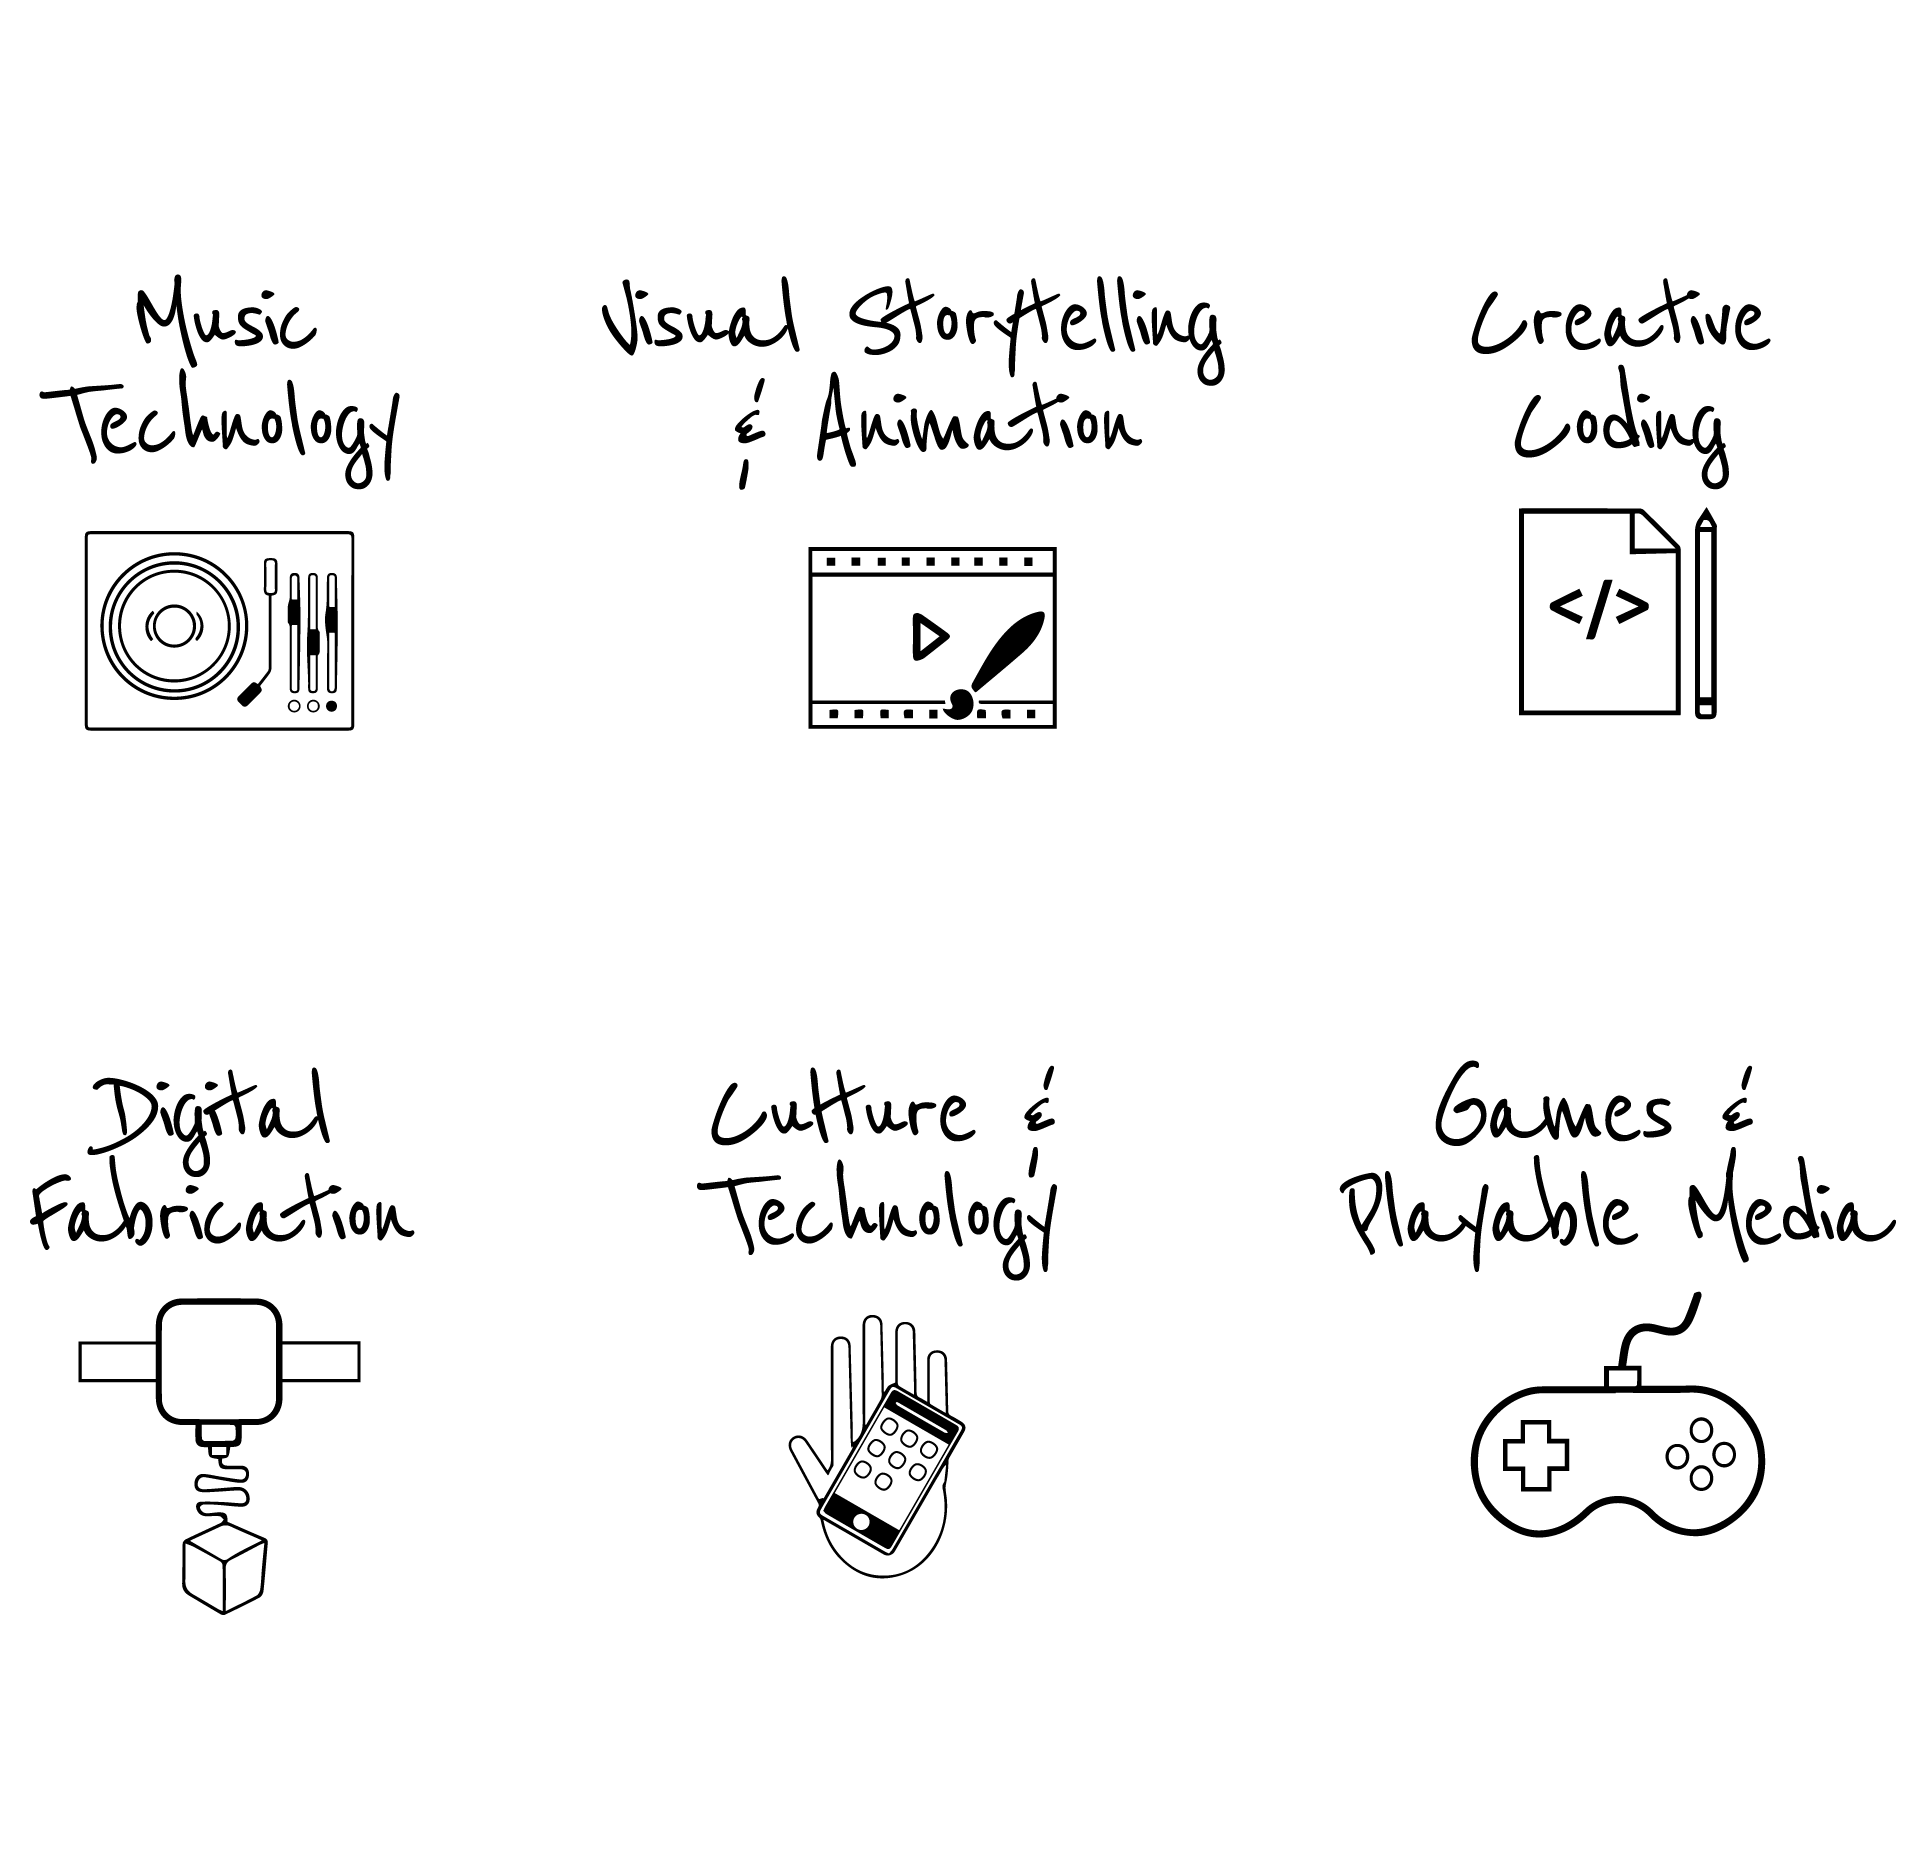 Music
Technology
Visual Storytelling
& Animation
Creative
Coding
</>
Digital
Fabrication
Culture &
Technology
Games &
Playable Media